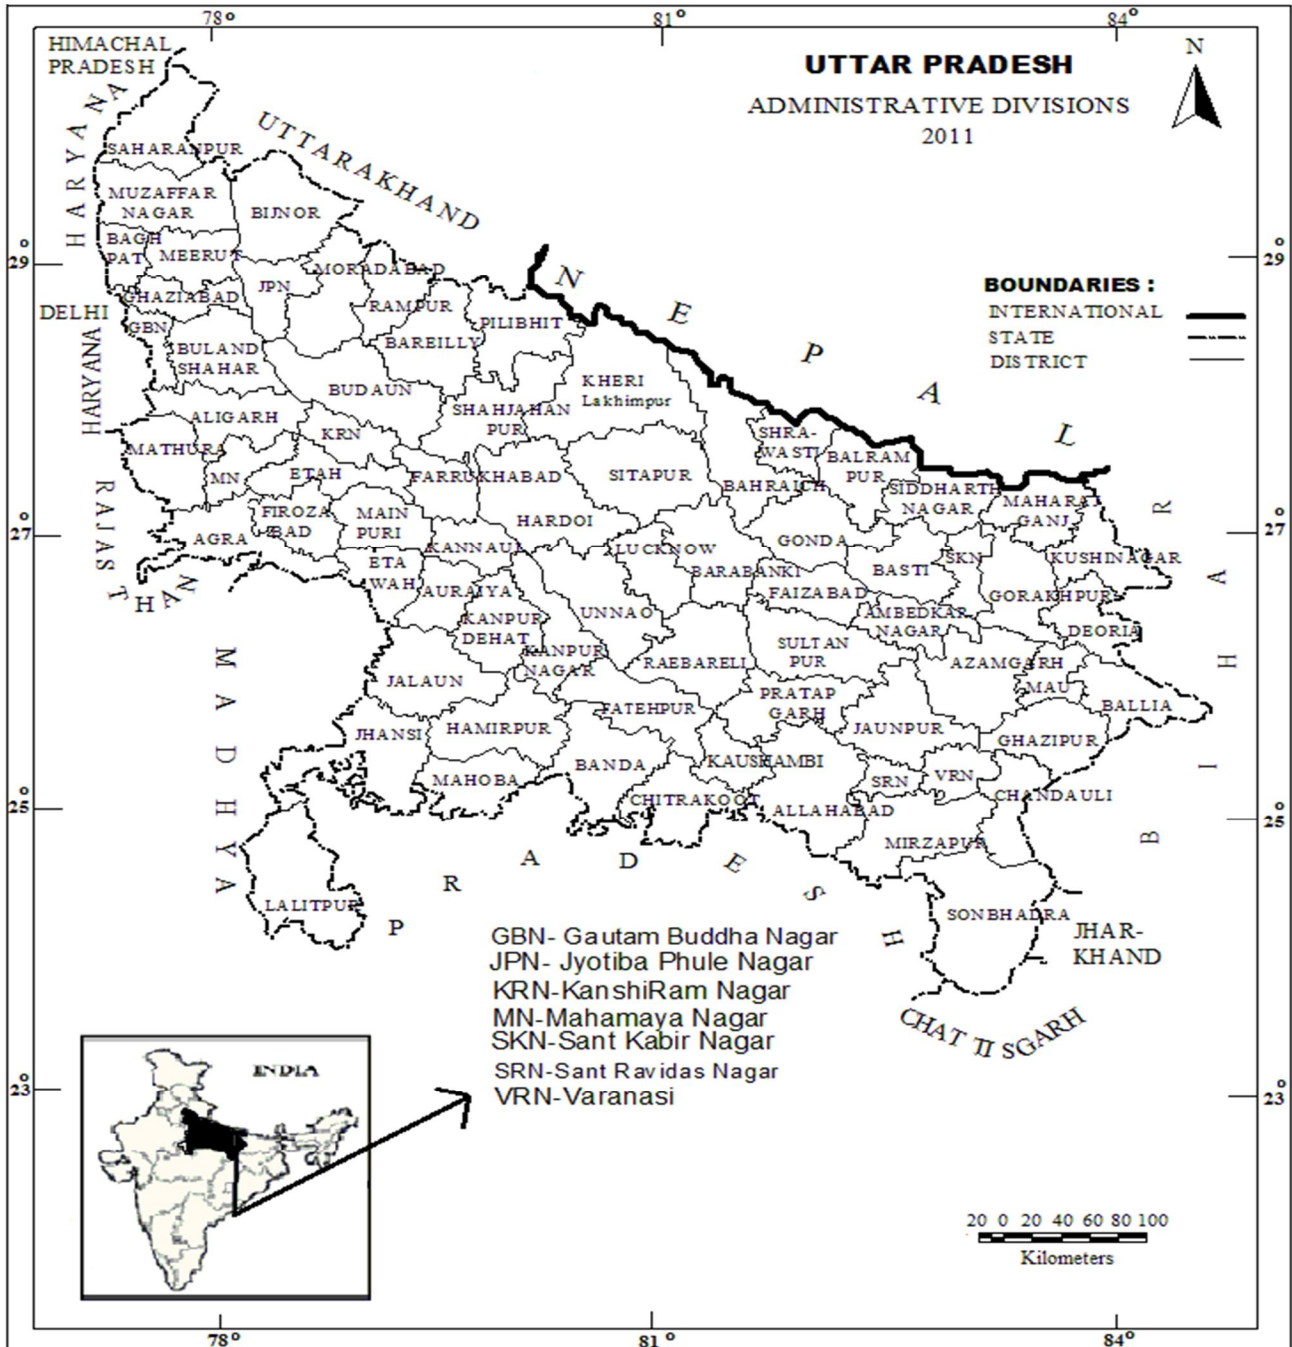 78°
81°
84°
HIMACHAL
PRADESH
UTTAR PRADESH
ADMINISTRATIVE DIVISIONS
2011
N
HARYANA
UTTARAKHAND
SAHARANPUR
MUZAFFAR
NAGAR
BIJNOR
BAGH
PAT
MEERUT
29°
29°
MORADABAD
JPN
GHAZIABAD
RAMPUR
DELHI
GBN
PILIBHIT
NEPAL
BOUNDARIES :
INTERNATIONAL
STATE
DISTRICT
HARYANA
BULAND
SHAHAR
BAREILLY
BUDAUN
KHERI
Lakhimpur
SHAHJAHAN
PUR
ALIGARH
KRN
MATHURA
MN
ETAH
FARRUKHABAD
SITAPUR
SHRA-
WASTI
BALRAM
PUR
BAHRAICH
SIDDHARTH
NAGAR
MAHARAJ
GANJ
RAJASTHAN
27°
27°
AGRA
FIROZA
BAD
MAIN
PURI
HARDOI
KANNAUJ
LUCKNOW
GONDA
BARABANKI
BASTI
SKN
KUSHINAGAR
ETA
WAH
AURAIYA
FAIZABAD
GORAKHPUR
UNNAO
AMBEDKAR
NAGAR
DEORIA
KANPUR
DEHAT
KANPUR
NAGAR
RAEBARELI
SULTAN
PUR
AZAMGARH
MAU
BALLIA
BIHAR
JALAUN
PRATAP
GARH
FATEHPUR
JAUNPUR
JHANSI
HAMIRPUR
GHAZIPUR
MAHOBA
BANDA
KAUSHAMBI
SRN
VRN
CHANDAULI
25°
25°
CHITRAKOOT
ALLAHABAD
MIRZAPUR
MADHYA
PRADESH
LALITPUR
SONBHADRA
JHAR-
KHAND
CHAT TI SGARH
GBN- Gautam Buddha Nagar
JPN- Jyotiba Phule Nagar
KRN-KanshiRam Nagar
MN-Mahamaya Nagar
SKN-Sant Kabir Nagar
SRN-Sant Ravidas Nagar
VRN-Varanasi
INDIA
23°
23°
20 0 20 40 60 80 100
Kilometers
78°
81°
84°